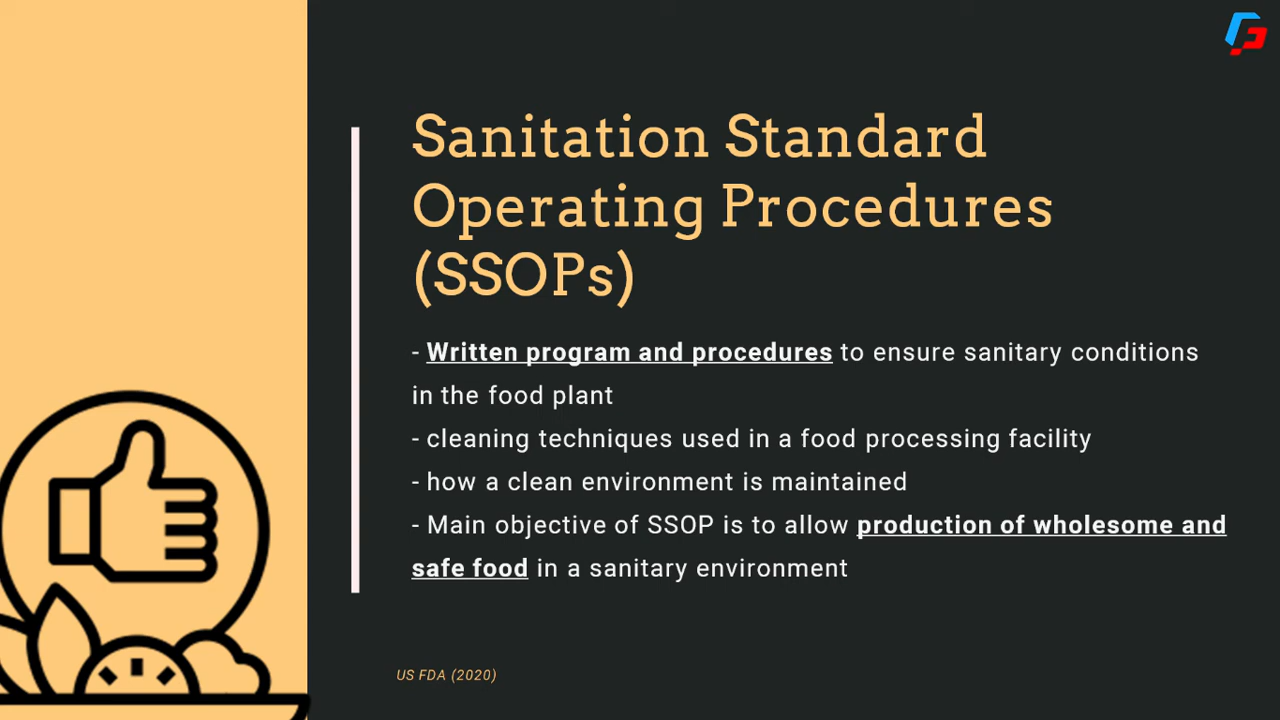 Sanitation Standard
Operating Procedures
(SSOPs)
- Written program and procedures to ensure sanitary conditions
in the food plant
- cleaning techniques used in a food processing facility
- how a clean environment is maintained
- Main objective of SSOP is to allow production of wholesome and
safe food in a sanitary environment
US FDA (2020)